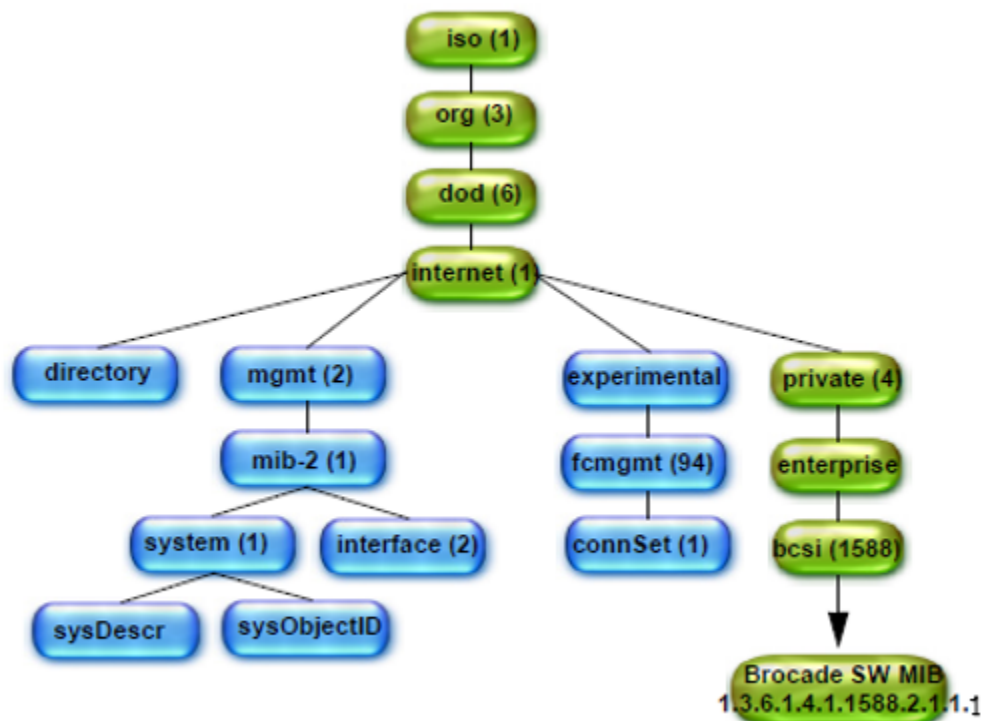 iso (1)
org (3)
dod (6)
internet (1)
directory
mgmt (2)
experimental
private (4)
mib-2 (1)
fcmgmt (94)
enterprise
system (1)
interface (2)
connSet (1)
bcsi (1588)
sysDescr
sysObjectID
Brocade SW MIB
1.3.6.1.4.1.1588.2.1.1.1